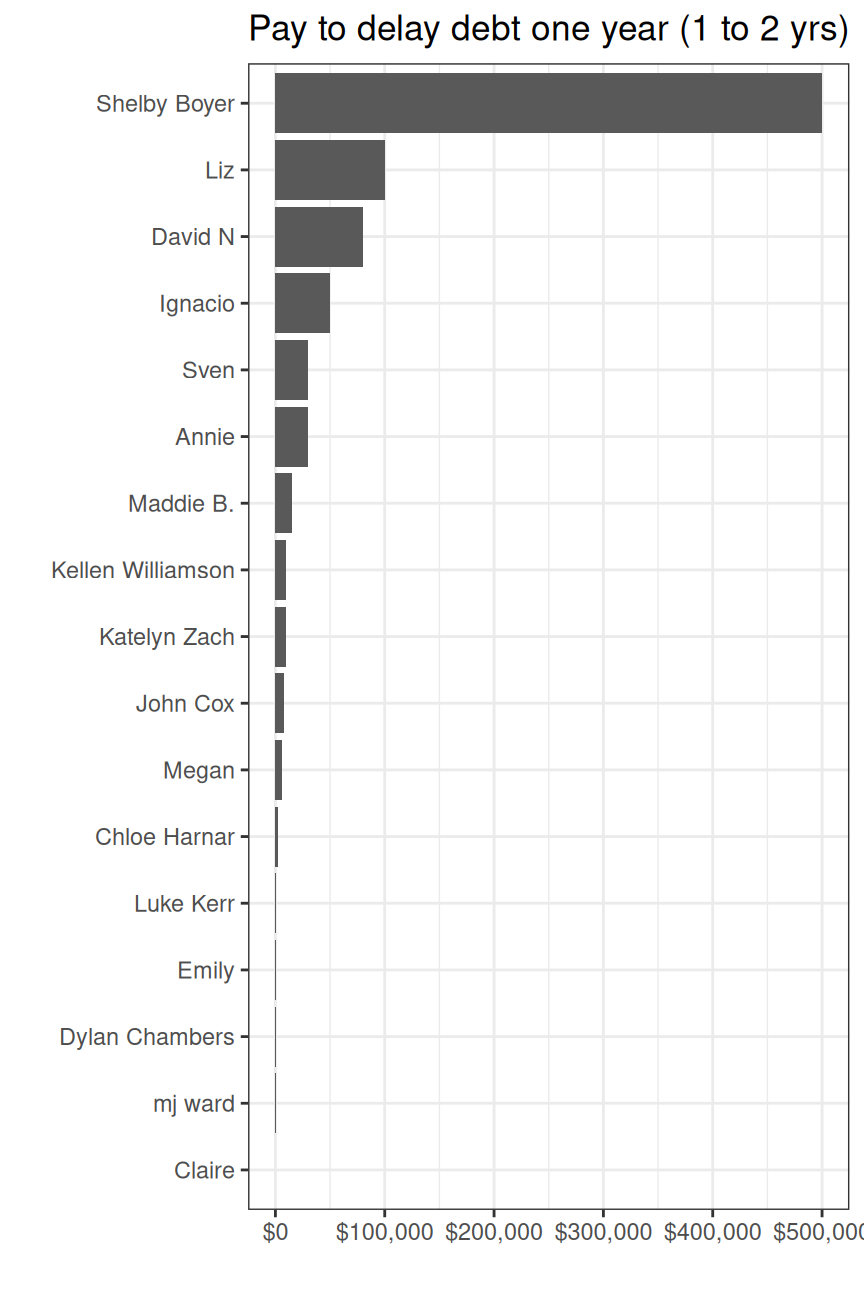 Pay to delay debt one year (1 to 2 yrs)
Shelby Boyer
Liz
David N
Ignacio
Sven
Annie
Maddie B.
Kellen Williamson
Katelyn Zach
John Cox
Megan
Chloe Harnar
Luke Kerr
Emily
Dylan Chambers
mj ward
Claire
$0 $100,000 $200,000 $300,000 $400,000 $500,000